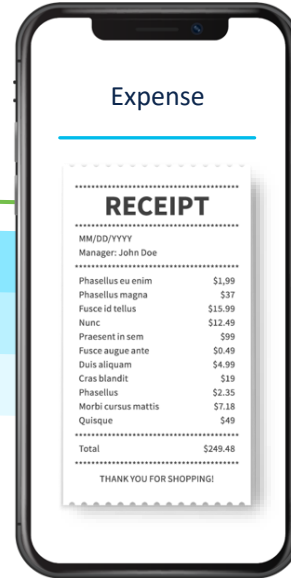 Expense
RECEIPT
MM/DD/YYYY
Manager: John Doe
Phasellus eu enim $1,99
Phasellus magna $37
Fusce id tellus $15.99
Nunc $12.49
Praesent in sem $99
Fusce augue ante $0.49
Duis aliquam $4.99
Cras blandit $19
Phasellus $2.35
Morbi cursus mattis $7.18
Quisque $49
Total $249.48
THANK YOU FOR SHOPPING!